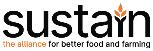 sustain
the alliance for better food and farming